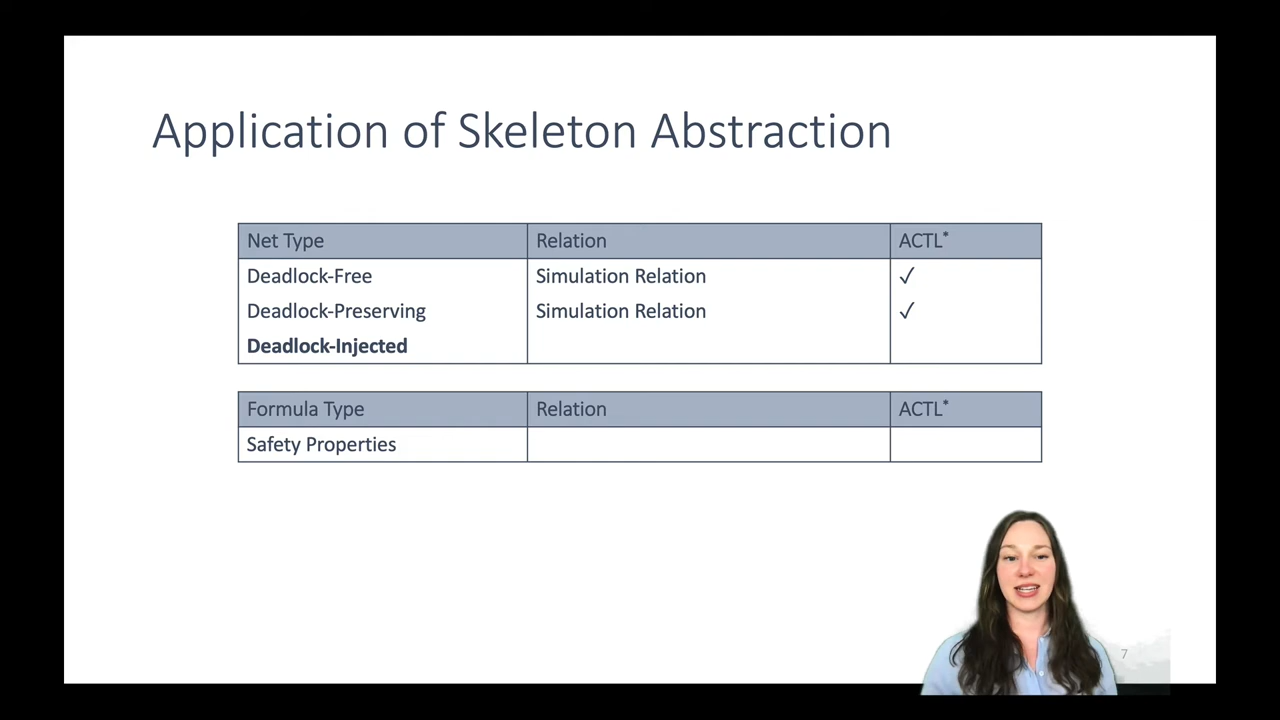 Application of Skeleton Abstraction
Net Type Relation ACTL*
Deadlock-Free Simulation Relation ✓
Deadlock-Preserving Simulation Relation ✓
Deadlock-Injected
Formula Type Relation ACTL*
Safety Properties
7